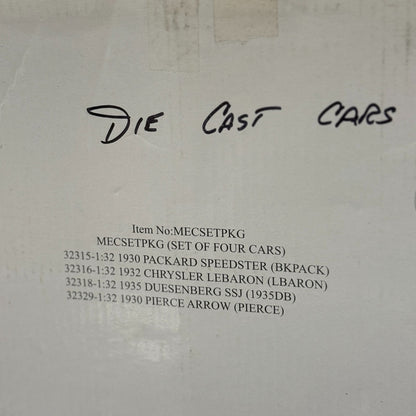 DIE CAST CARS
Item No:MECSETPKG
MECSETPKG (SET OF FOUR CARS)
32315-1:32 1930 PACKARD SPEEDSTER (BKPACK)
32316-1:32 1932 CHRYSLER LEBARON (LBARON)
32318-1:32 1935 DUESENBERG SSJ (1935DB)
32329-1:32 1930 PIERCE ARROW (PIERCE)